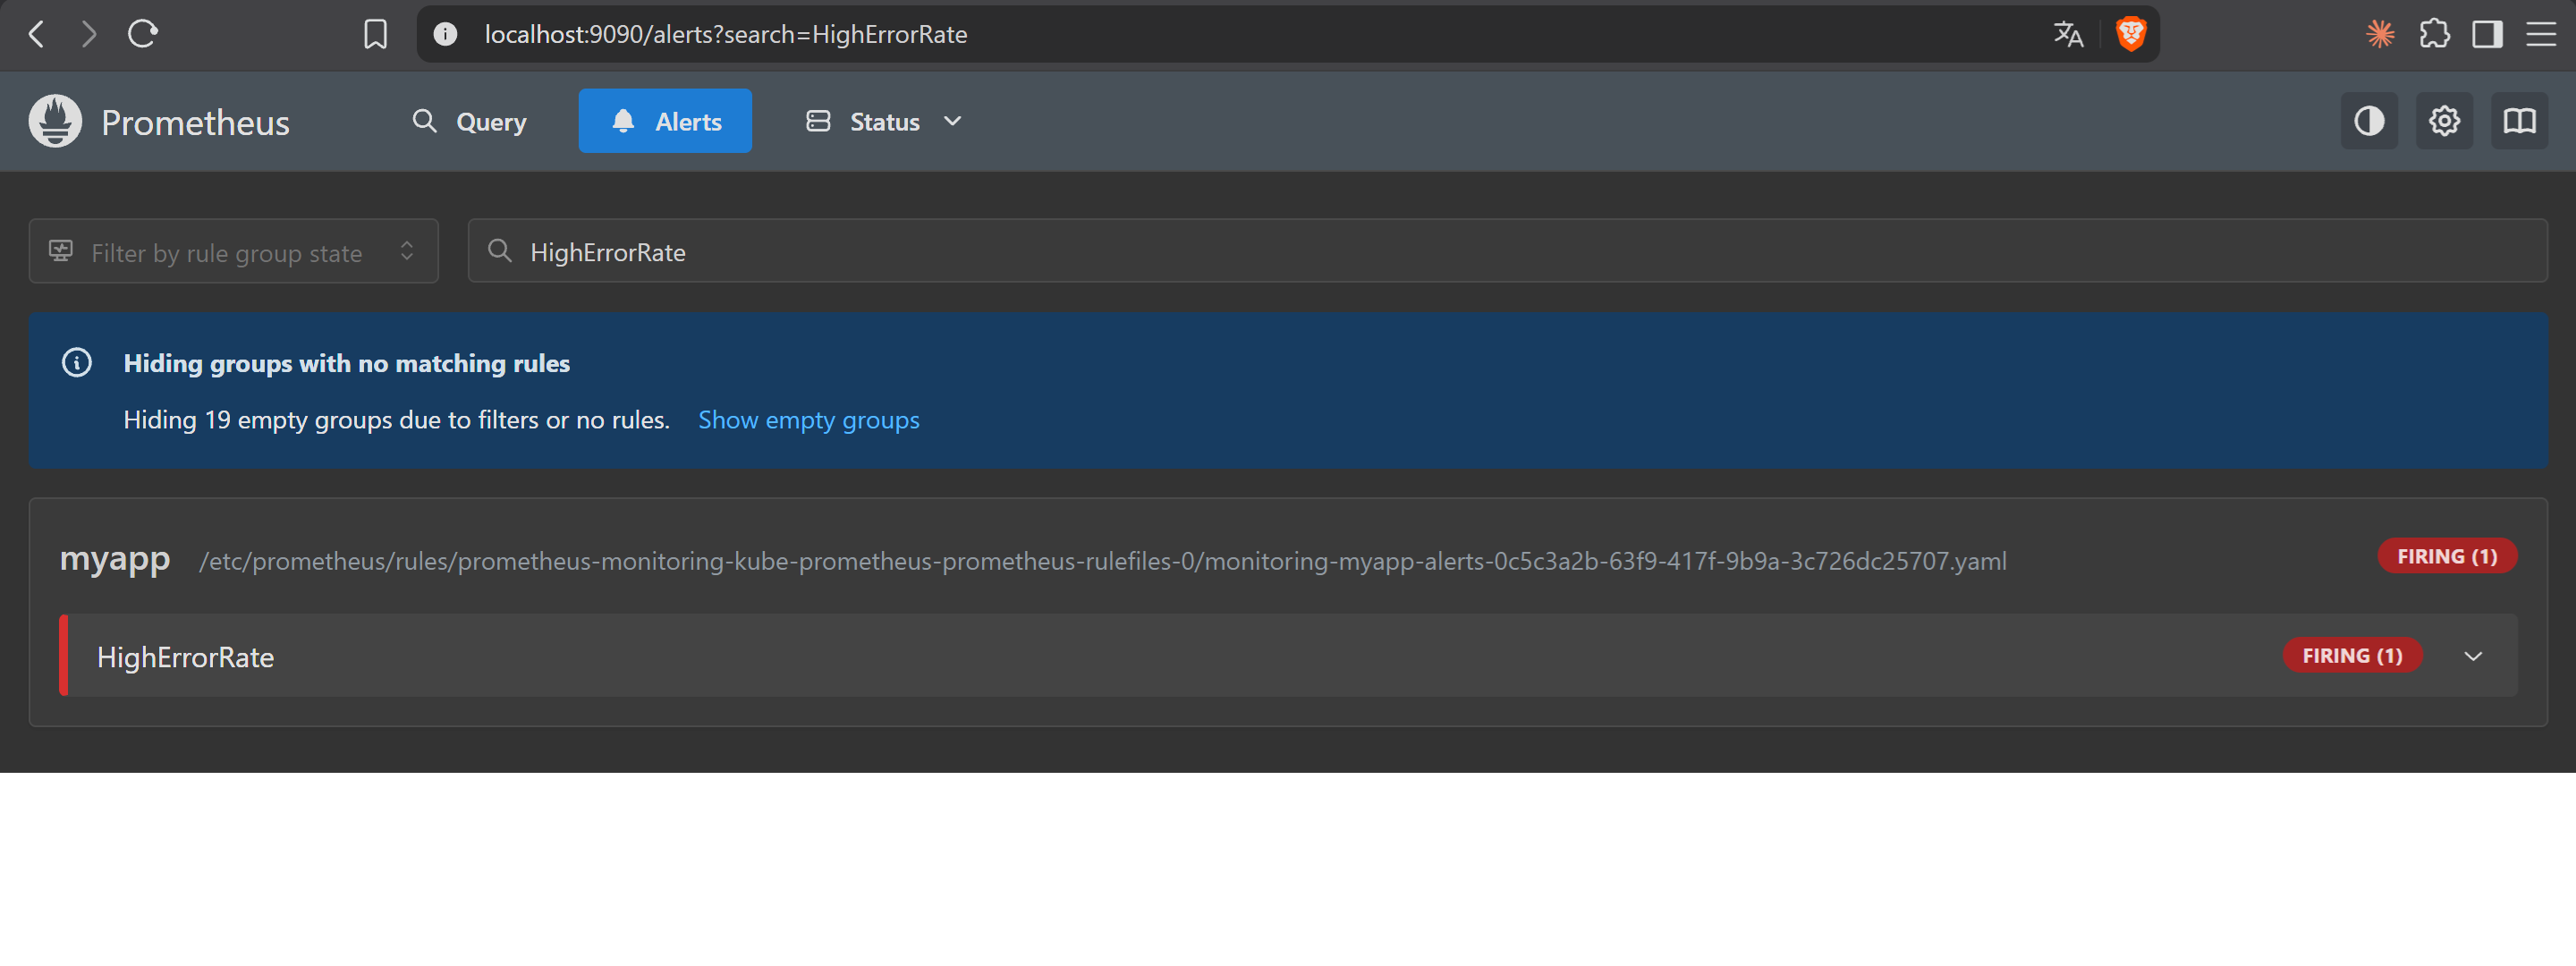 localhost:9090/alerts?search=HighErrorRate
Prometheus
Query
Alerts
Status
Filter by rule group state
HighErrorRate
Hiding groups with no matching rules
Hiding 19 empty groups due to filters or no rules. Show empty groups
myapp /etc/prometheus/rules/prometheus-monitoring-kube-prometheus-prometheus-rulefiles-0/monitoring-myapp-alerts-0c5c3a2b-63f9-417f-9b9a-3c726dc25707.yaml FIRING (1)
HighErrorRate FIRING (1)